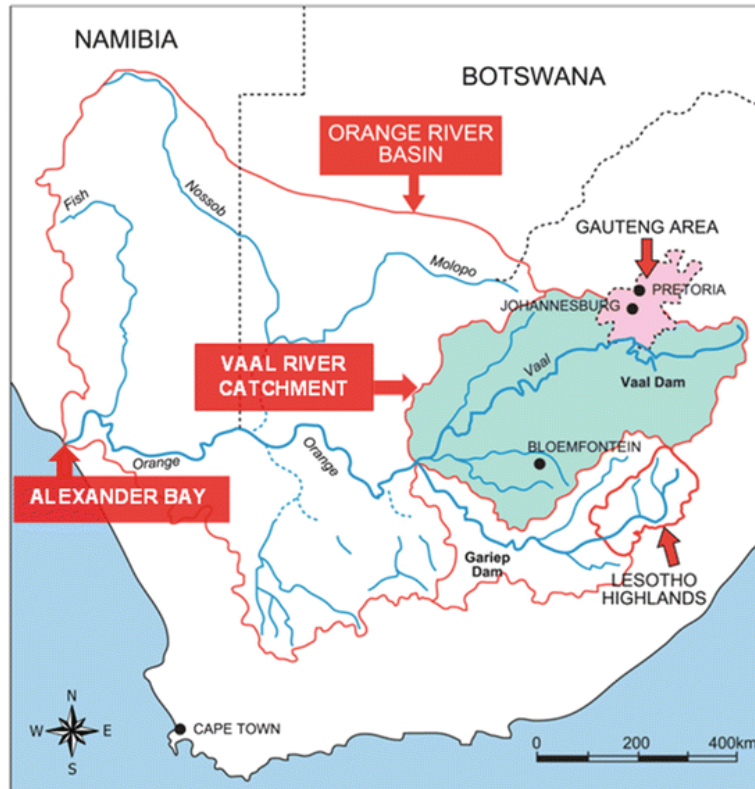 NAMIBIA
BOTSWANA
ORANGE RIVER
BASIN
Fish
Nossob
GAUTENG AREA
Molopo
PRETORIA
JOHANNESBURG
VAAL RIVER
CATCHMENT
Vaal
Vaal Dam
BLOEMFONTEIN
Orange
Orange
ALEXANDER BAY
Gariep
Dam
LESOTHO
HIGHLANDS
N
W
E
S
CAPE TOWN
0
200
400km